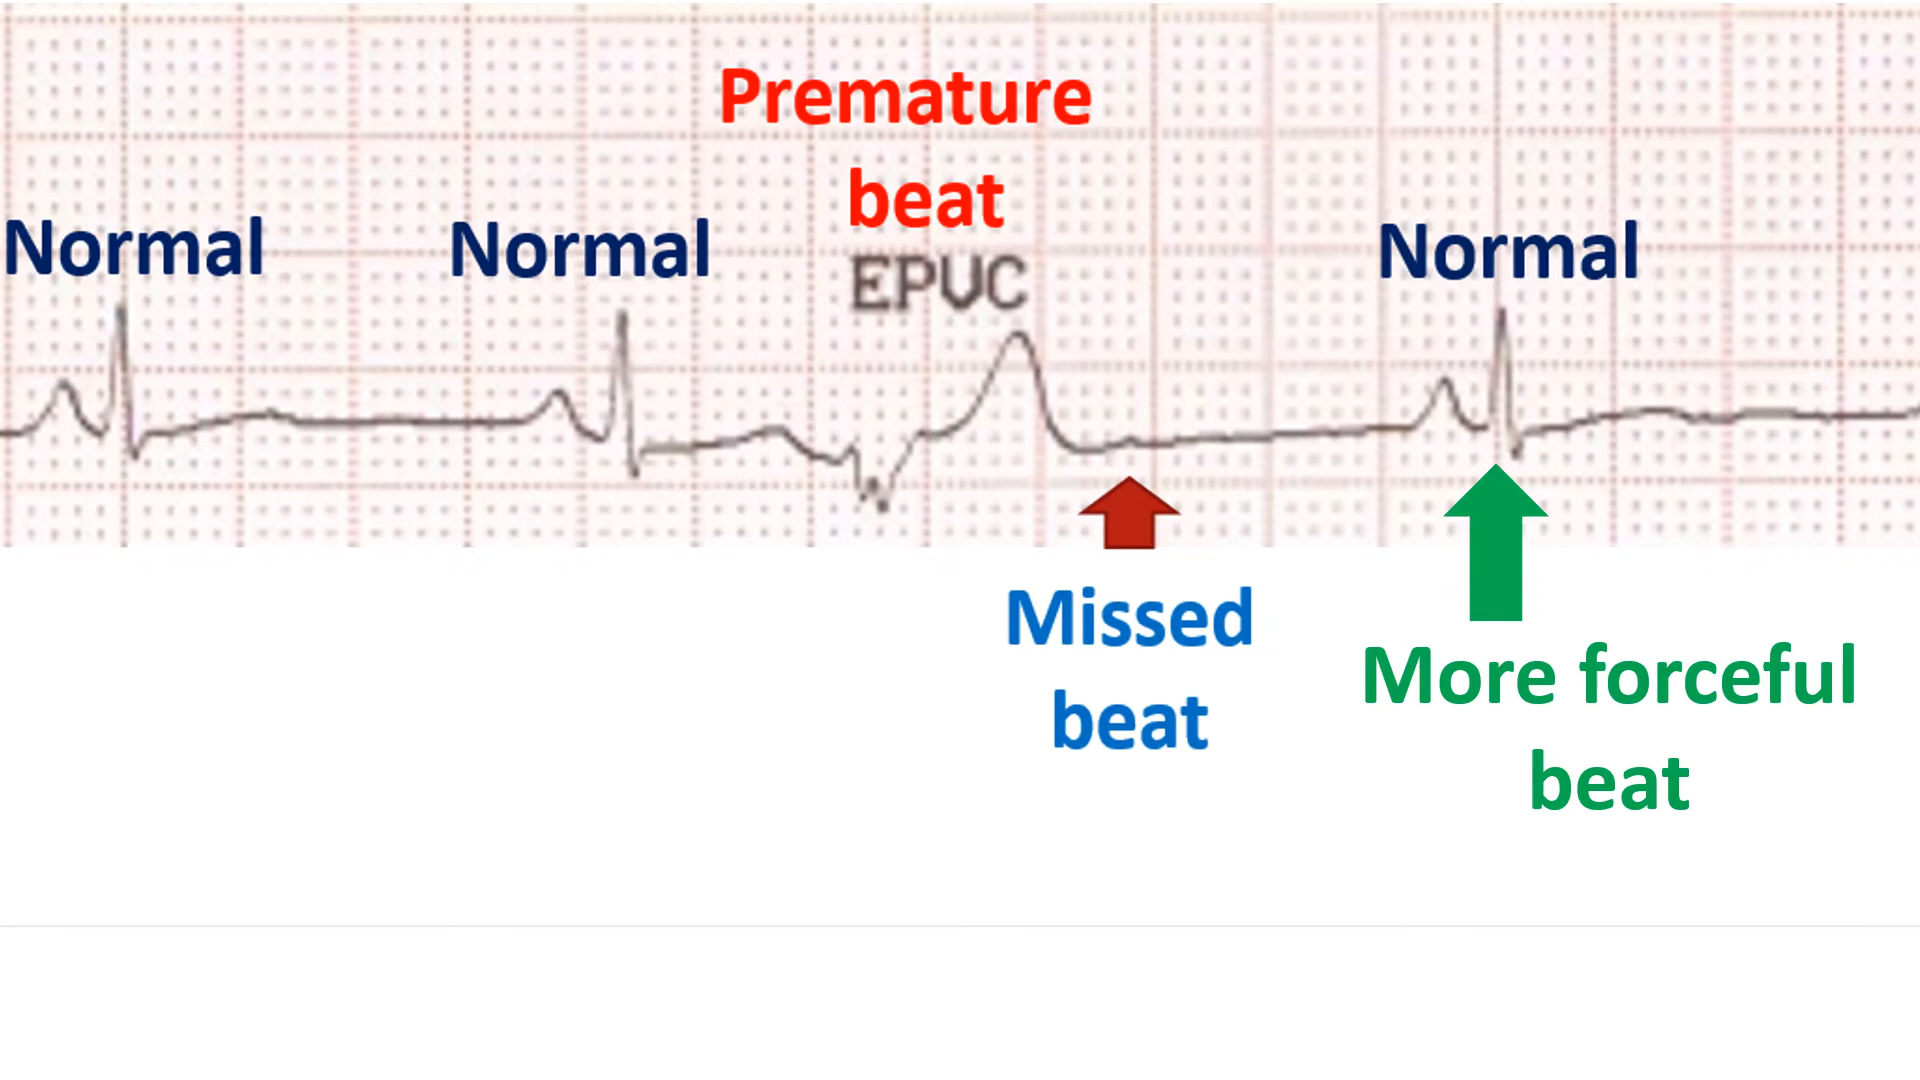 Premature
beat
EPVC
Normal
Normal
Normal
Missed
beat
More forceful
beat